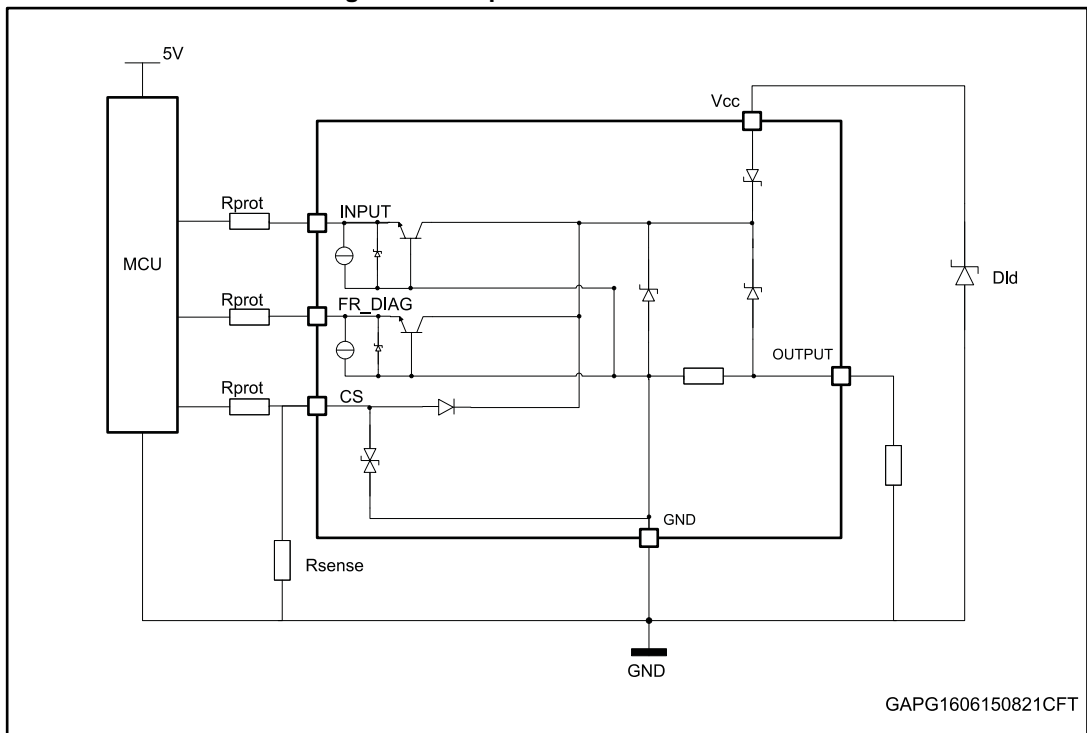 5V
Vcc
Rprot
INPUT
MCU
Dld
Rprot
FR_DIAG
OUTPUT
Rprot
CS
GND
Rsense
GND
GAPG1606150821CFT